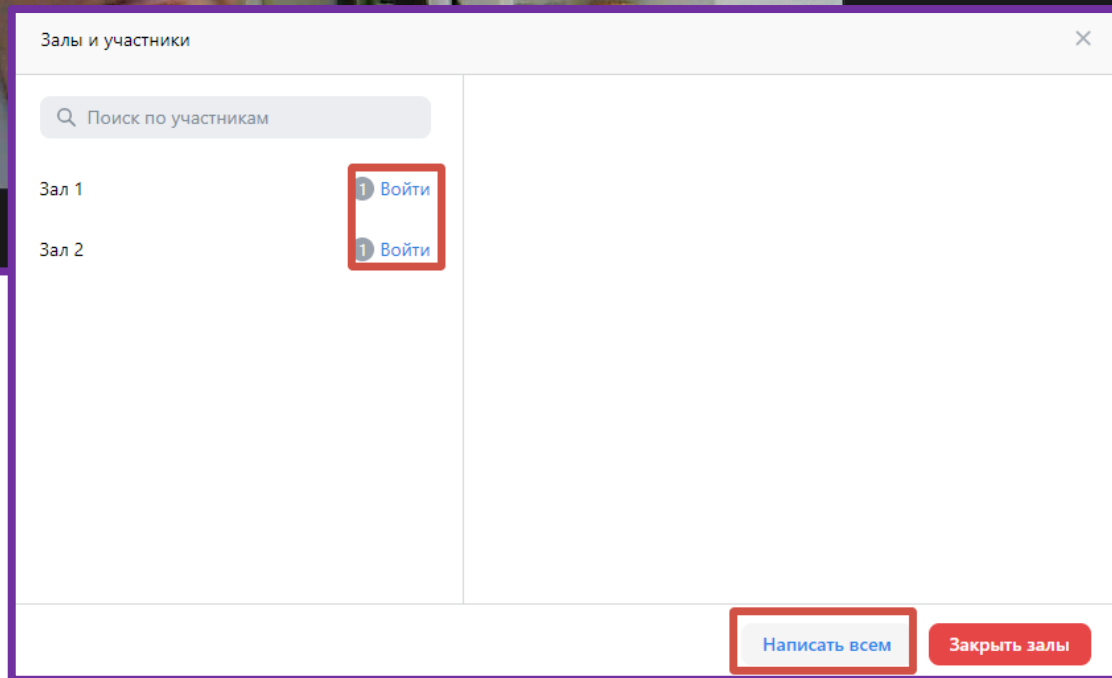 Залы и участники
Поиск по участникам
Зал 1 1 Войти
Зал 2 1 Войти
Написать всем Закрыть залы